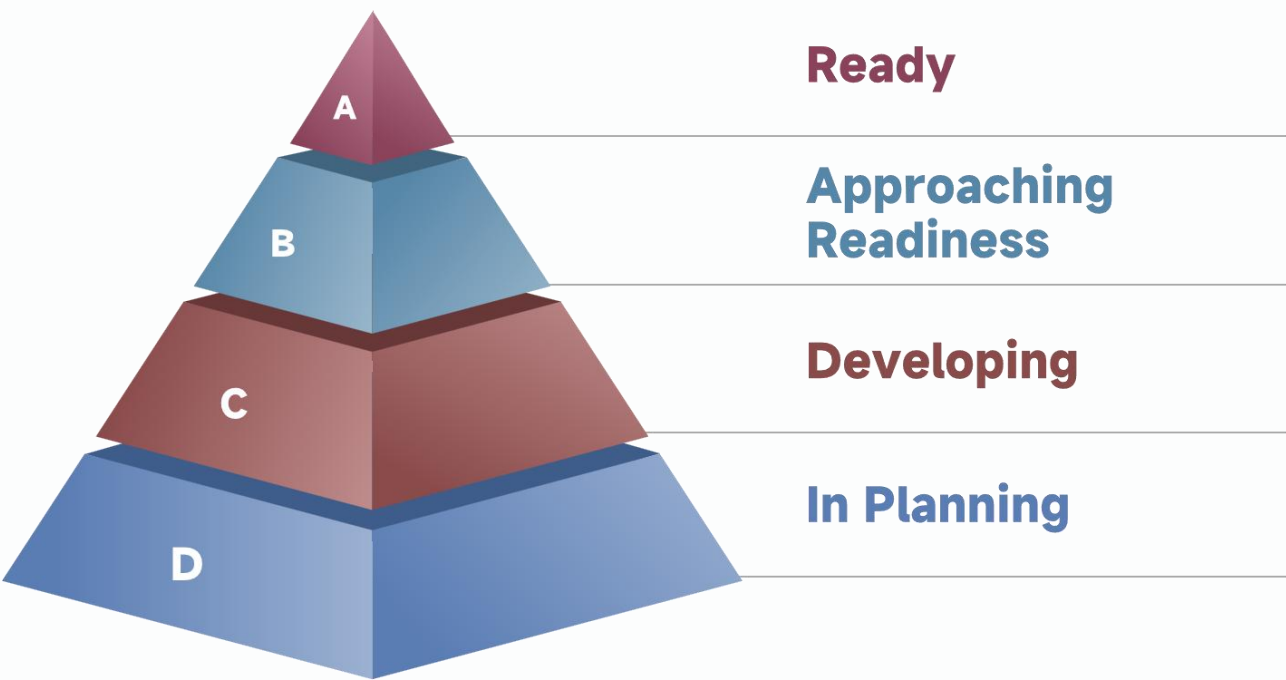 A
Ready
B
Approaching
Readiness
C
Developing
D
In Planning